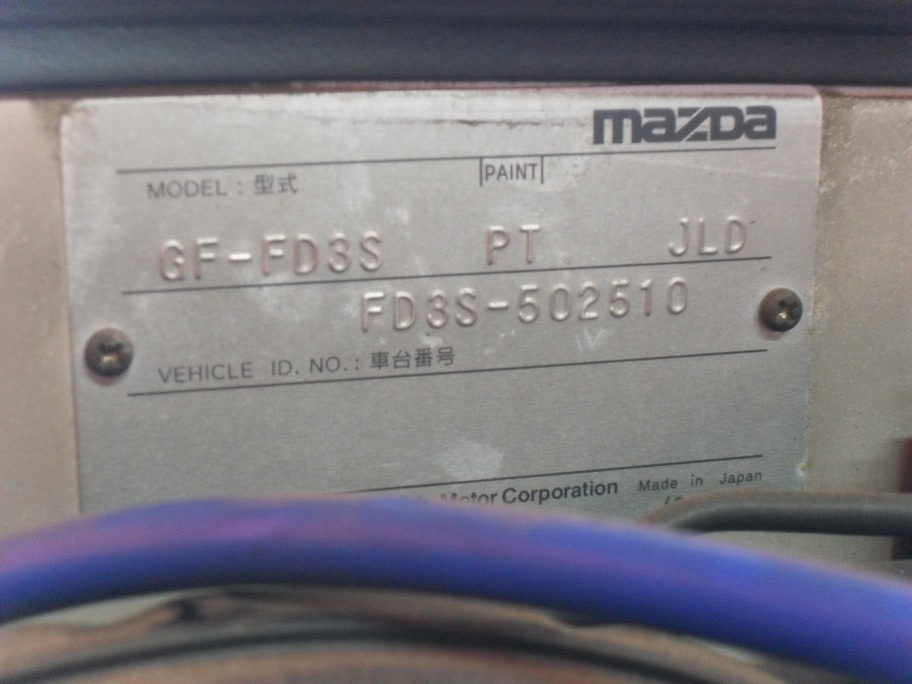 mazda
MODEL : 型式 PAINT
GF-FD3S PT JLD
FD3S-502510
VEHICLE ID. NO. : 車台番号
Motor Corporation Made in Japan